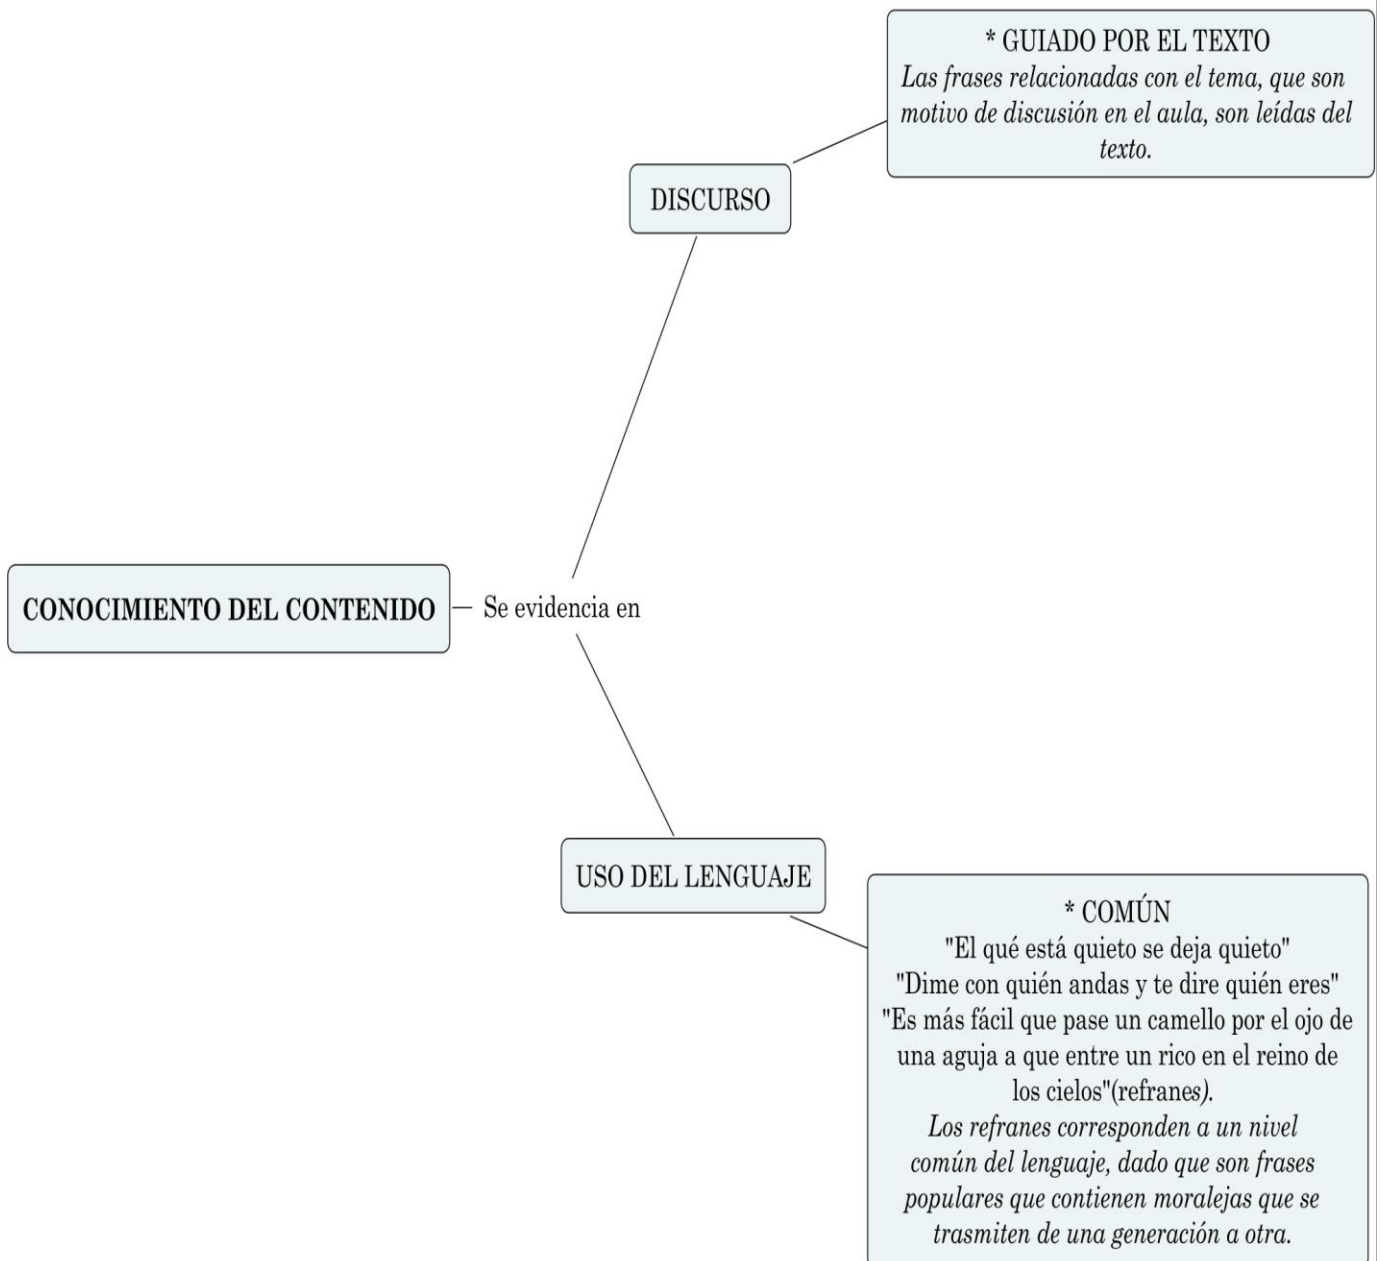 * GUIADO POR EL TEXTO
Las frases relacionadas con el tema, que son
motivo de discusión en el aula, son leídas del
texto.
DISCURSO
CONOCIMIENTO DEL CONTENIDO
Se evidencia en
USO DEL LENGUAJE
* COMÚN
"El qué está quieto se deja quieto"
"Dime con quién andas y te dire quién eres"
"Es más fácil que pase un camello por el ojo de
una aguja a que entre un rico en el reino de
los cielos"(refranes).
Los refranes corresponden a un nivel
común del lenguaje, dado que son frases
populares que contienen moralejas que se
trasmiten de una generación a otra.